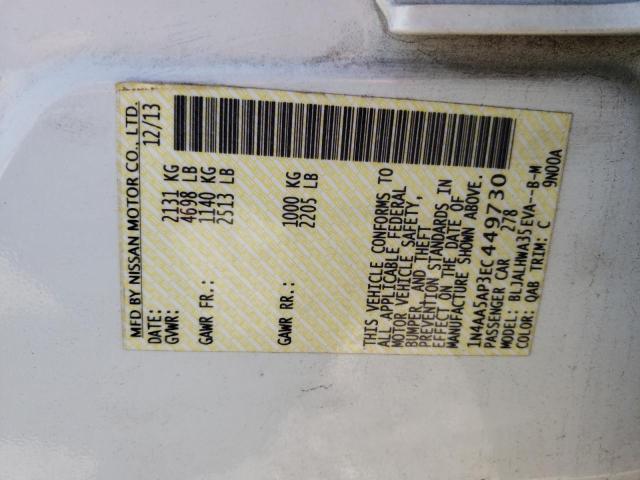 MFD BY NISSAN MOTOR CO., LTD.
DATE: 12/13
GVWR: 2131 KG
4698 LB
GAWR FR.: 1140 KG
2513 LB
GAWR RR.: 1000 KG
2205 LB
THIS VEHICLE CONFORMS TO
ALL APPLICABLE FEDERAL
MOTOR VEHICLE SAFETY,
BUMPER, AND THEFT
PREVENTION STANDARDS IN
EFFECT ON THE DATE OF
MANUFACTURE SHOWN ABOVE.
1N4AA5AP3EC449730
PASSENGER CAR 278
MODEL: BLJALHWA35EVA--B-M
COLOR: QAB TRIM: C 9N00A